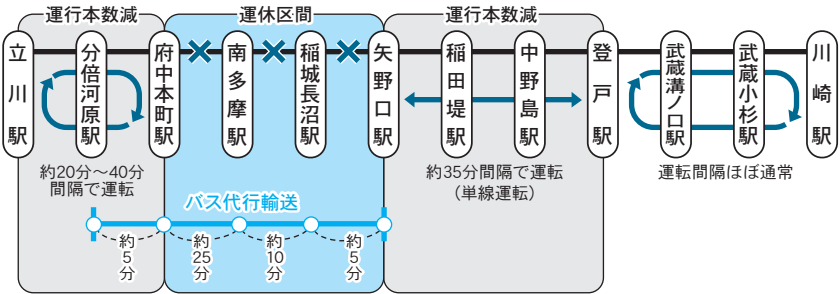 運行本数減
運休区間
運行本数減
立川駅
分倍河原駅
府中本町駅
南多摩駅
稲城長沼駅
矢野口駅
稲田堤駅
中野島駅
登戸駅
武蔵溝ノ口駅
武蔵小杉駅
川崎駅
約20分〜40分
間隔で運転
約35分間隔で運転
（単線運転）
運転間隔ほぼ通常
バス代行輸送
約5分
約25分
約10分
約5分